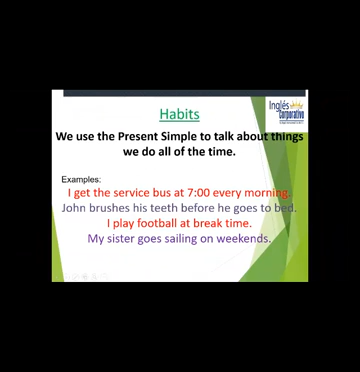 Habits
Inglés
Corporativo
We use the Present Simple to talk about things
we do all of the time.
Examples:
I get the service bus at 7:00 every morning.
John brushes his teeth before he goes to bed.
I play football at break time.
My sister goes sailing on weekends.